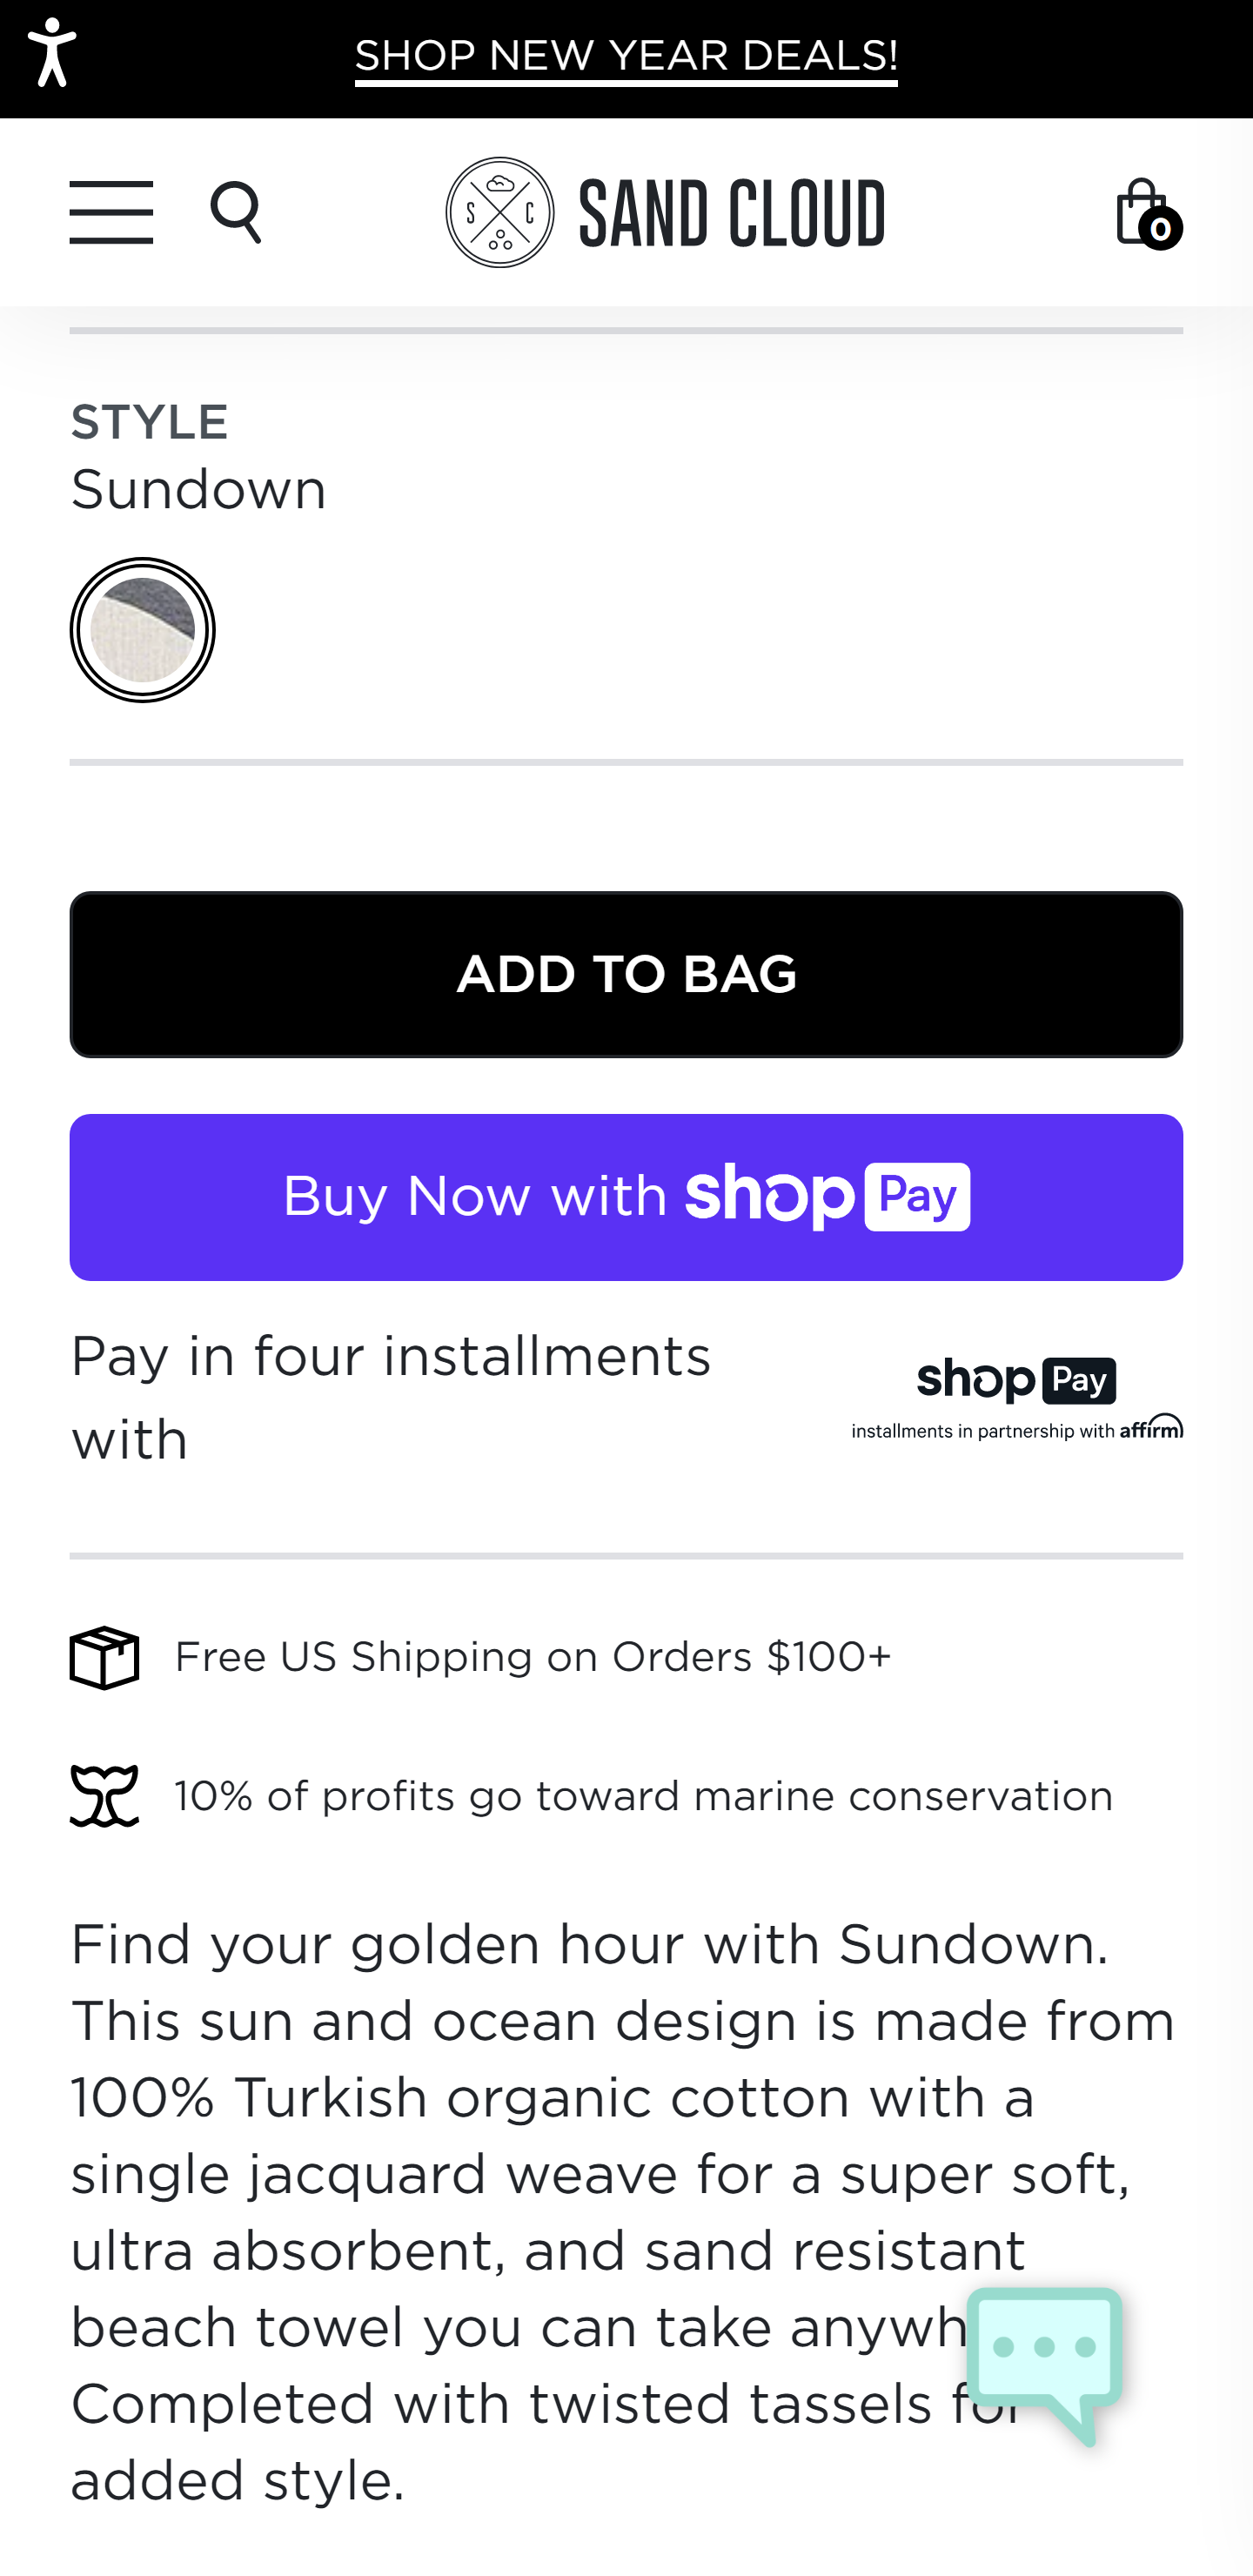 SHOP NEW YEAR DEALS!
S C
SAND CLOUD
0
STYLE
Sundown
ADD TO BAG
Buy Now with shop Pay
Pay in four installments
with
shop Pay
installments in partnership with affirm
Free US Shipping on Orders $100+
10% of profits go toward marine conservation
Find your golden hour with Sundown.
This sun and ocean design is made from
100% Turkish organic cotton with a
single jacquard weave for a super soft,
ultra absorbent, and sand resistant
beach towel you can take anywh
Completed with twisted tassels for
added style.